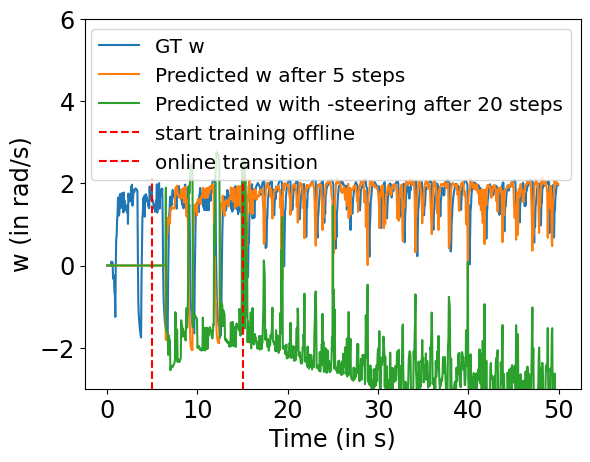 6
4
2
0
−2
w (in rad/s)
GT w
Predicted w after 5 steps
Predicted w with -steering after 20 steps
start training offline
online transition
0 10 20 30 40 50
Time (in s)